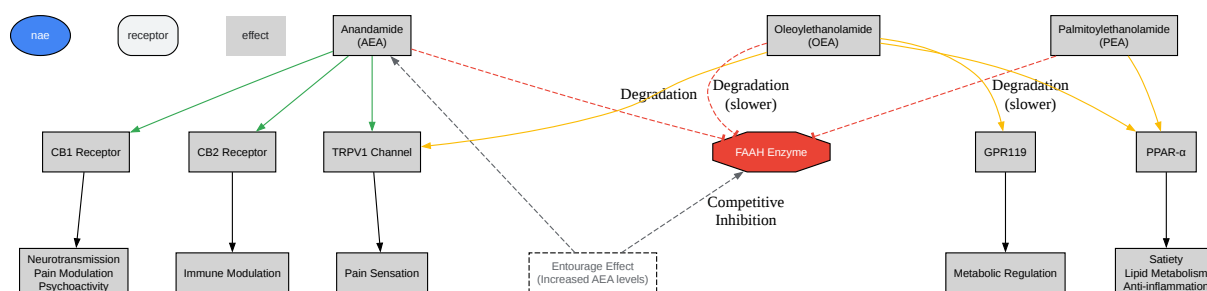 nae
receptor
effect
Anandamide
(AEA)
Oleoylethanolamide
(OEA)
Palmitoylethanolamide
(PEA)
Degradation
Degradation
(slower)
Degradation
(slower)
CB1 Receptor
CB2 Receptor
TRPV1 Channel
FAAH Enzyme
GPR119
PPAR-α
Competitive
Inhibition
Neurotransmission
Pain Modulation
Psychoactivity
Immune Modulation
Pain Sensation
Entourage Effect
(Increased AEA levels)
Metabolic Regulation
Satiety
Lipid Metabolism
Anti-inflammation